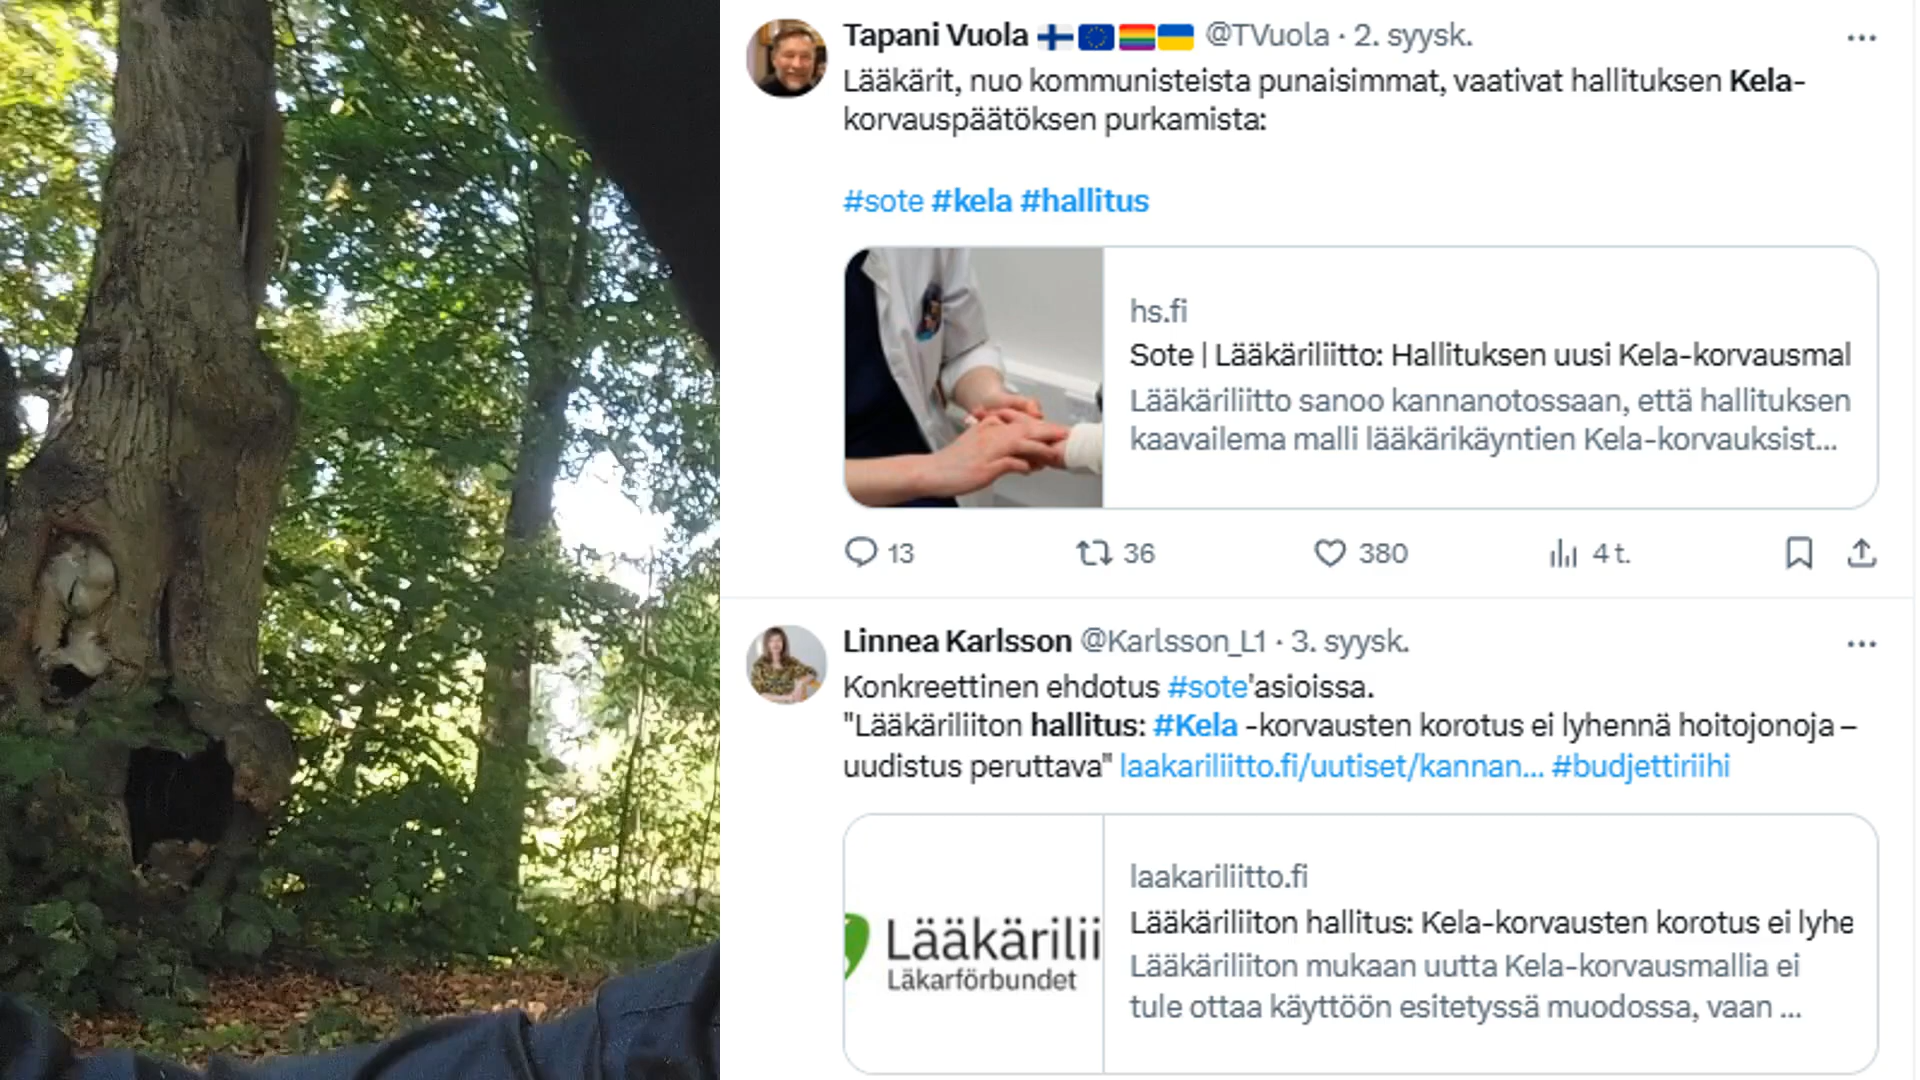 Tapani Vuola 🇫🇮🇪🇺🏳️‍🌈🇺🇦 @TVuola · 2. syysk.
Lääkärit, nuo kommunisteista punaisimmat, vaativat hallituksen Kela-
korvauspäätöksen purkamista:
#sote #kela #hallitus
hs.fi
Sote | Lääkäriliitto: Hallituksen uusi Kela-korvausmal
Lääkäriliitto sanoo kannanotossaan, että hallituksen
kaavailema malli lääkärikäyntien Kela-korvauksist...
13 36 380 4 t.
Linnea Karlsson @Karlsson_L1 · 3. syysk.
Konkreettinen ehdotus #sote'asioissa.
"Lääkäriliiton hallitus: #Kela -korvausten korotus ei lyhennä hoitojonoja –
uudistus peruttava" laakariliitto.fi/uutiset/kannan... #budjettiriihi
Lääkärilii
Läkarförbundet
laakariliitto.fi
Lääkäriliiton hallitus: Kela-korvausten korotus ei lyhe
Lääkäriliiton mukaan uutta Kela-korvausmallia ei
tule ottaa käyttöön esitetyssä muodossa, vaan ...